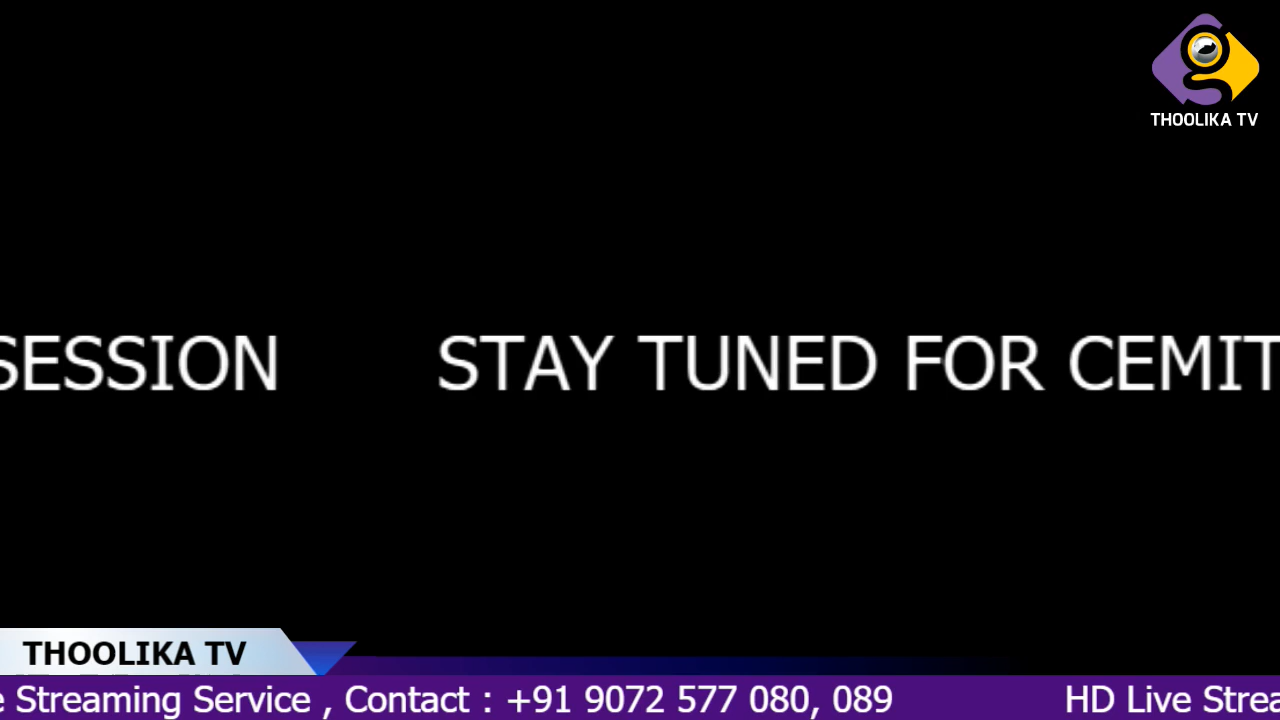 THOOLIKA TV
SESSION STAY TUNED FOR CEMIT
THOOLIKA TV
e Streaming Service , Contact : +91 9072 577 080, 089 HD Live Strea